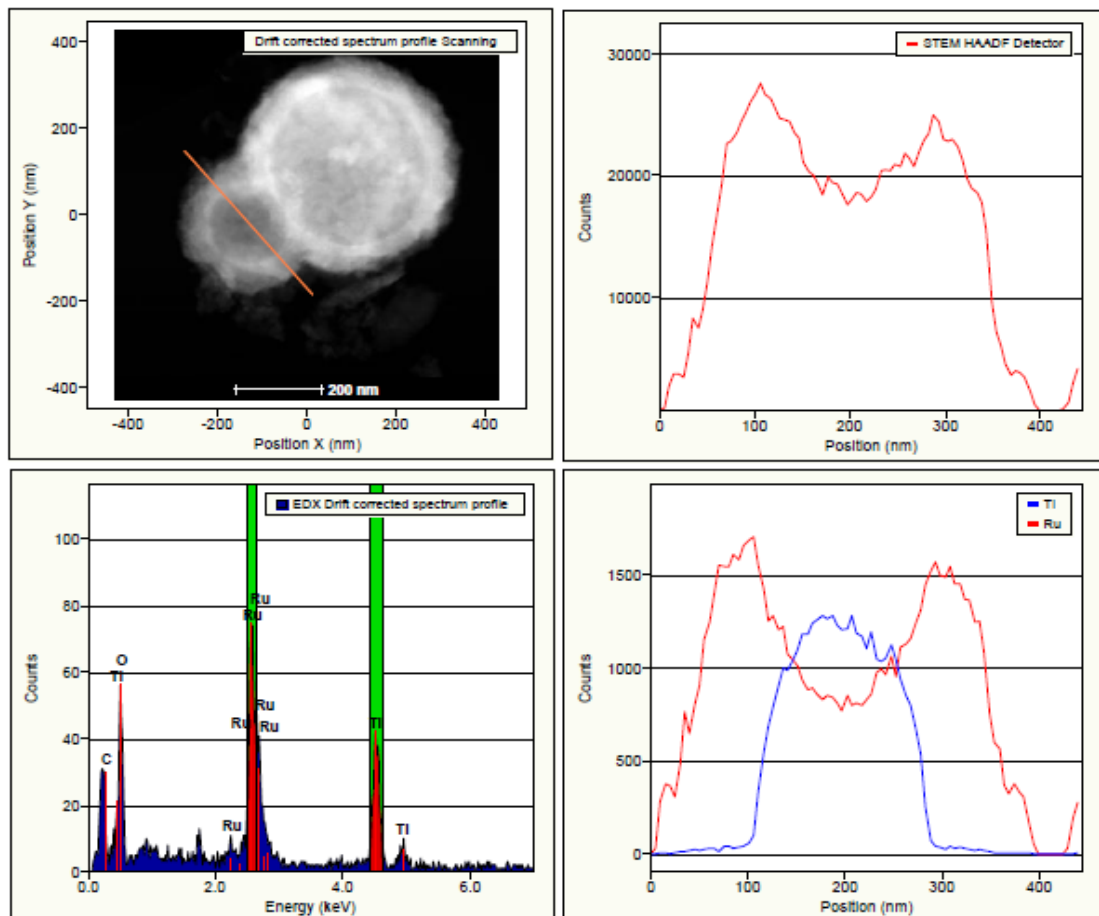 Drift corrected spectrum profile Scanning
400
200
0
-200
-400
Position Y (nm)
200 nm
-400 -200 0 200 400
Position X (nm)
STEM HAADF Detector
30000
20000
10000
0
Counts
0 100 200 300 400
Position (nm)
EDX Drift corrected spectrum profile
100
80
60
40
20
0
Counts
Ru
Ru
O
Ti
Ru
Ru Ru
Ti
C
Ru
Ti
0.0 2.0 4.0 6.0
Energy (keV)
Ti
Ru
1500
1000
500
0
0 100 200 300 400
Position (nm)